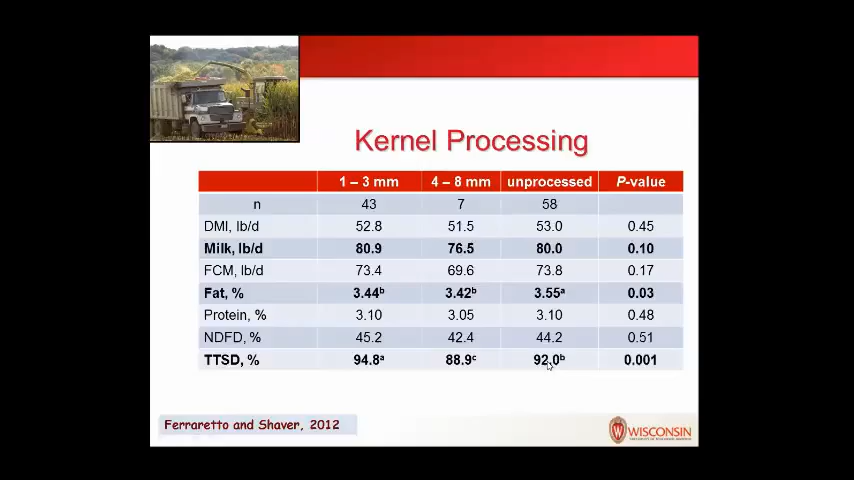 Kernel Processing
1 – 3 mm 4 – 8 mm unprocessed P-value
n 43 7 58
DMI, lb/d 52.8 51.5 53.0 0.45
Milk, lb/d 80.9 76.5 80.0 0.10
FCM, lb/d 73.4 69.6 73.8 0.17
Fat, % 3.44ᵇ 3.42ᵇ 3.55ᵃ 0.03
Protein, % 3.10 3.05 3.10 0.48
NDFD, % 45.2 42.4 44.2 0.51
TTSD, % 94.8ᵃ 88.9ᶜ 92.0ᵇ 0.001
Ferraretto and Shaver, 2012
WISCONSIN